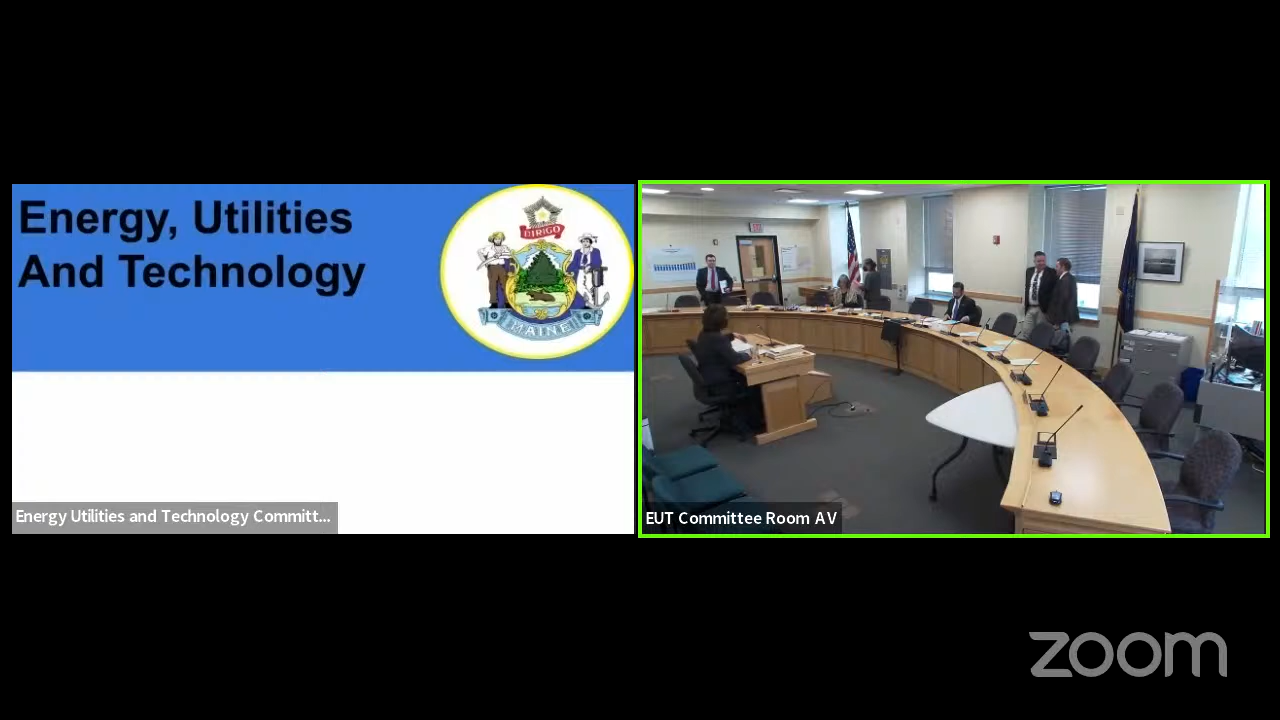 Energy, Utilities
And Technology
DIRIGO
MAINE
Energy Utilities and Technology Committ...
EUT Committee Room AV
zoom